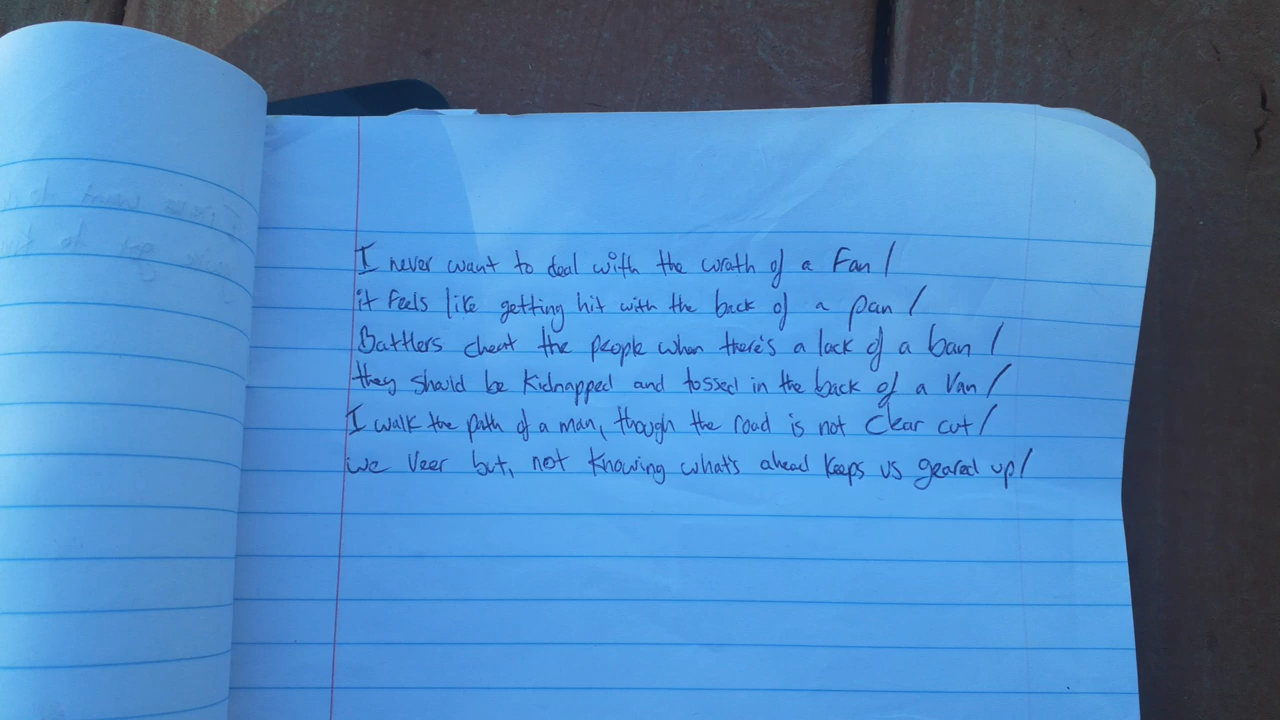 I never want to deal with the wrath of a Fan /
it Feels like getting hit with the back of a pan /
Battlers cheat the people when there's a lack of a ban /
they should be kidnapped and tossed in the back of a Van /
I walk the path of a man, though the road is not clear cut /
we Veer but, not knowing what's ahead keeps us geared up /